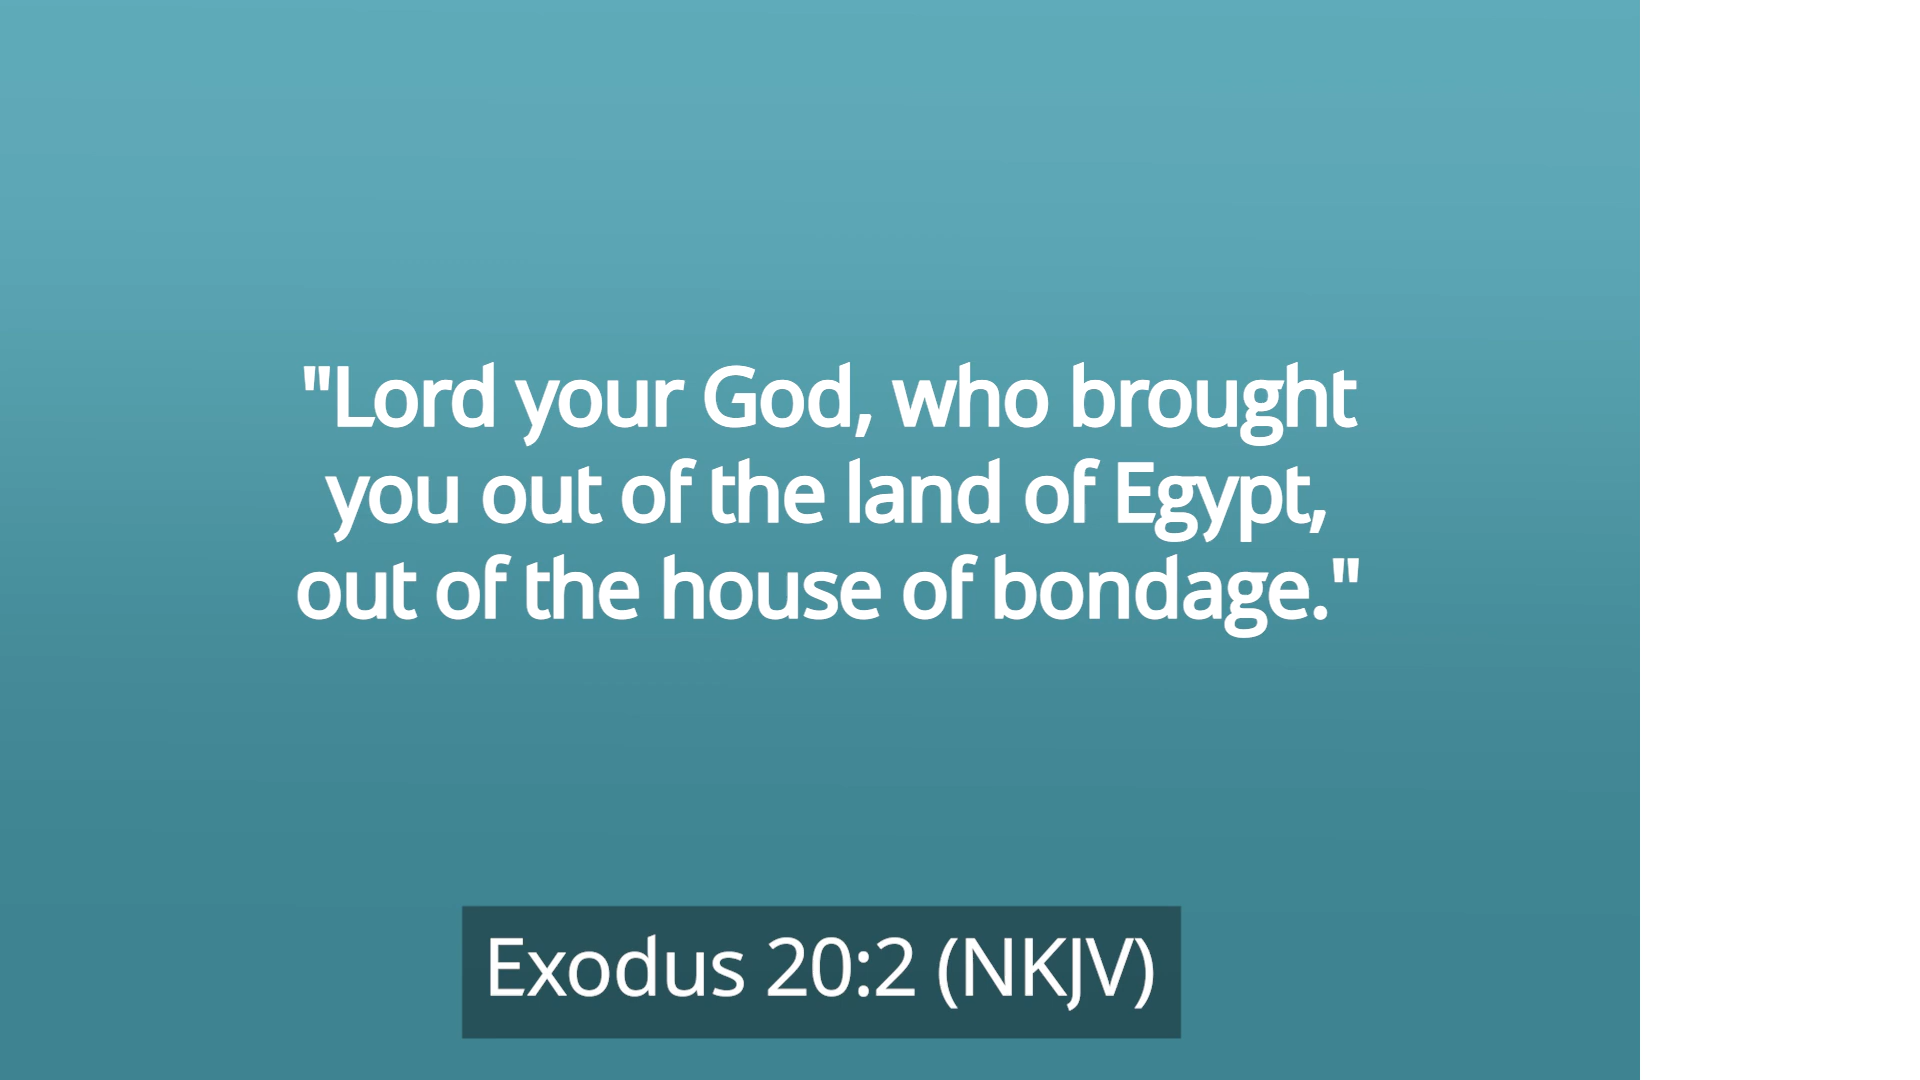 "Lord your God, who brought
you out of the land of Egypt,
out of the house of bondage."
Exodus 20:2 (NKJV)